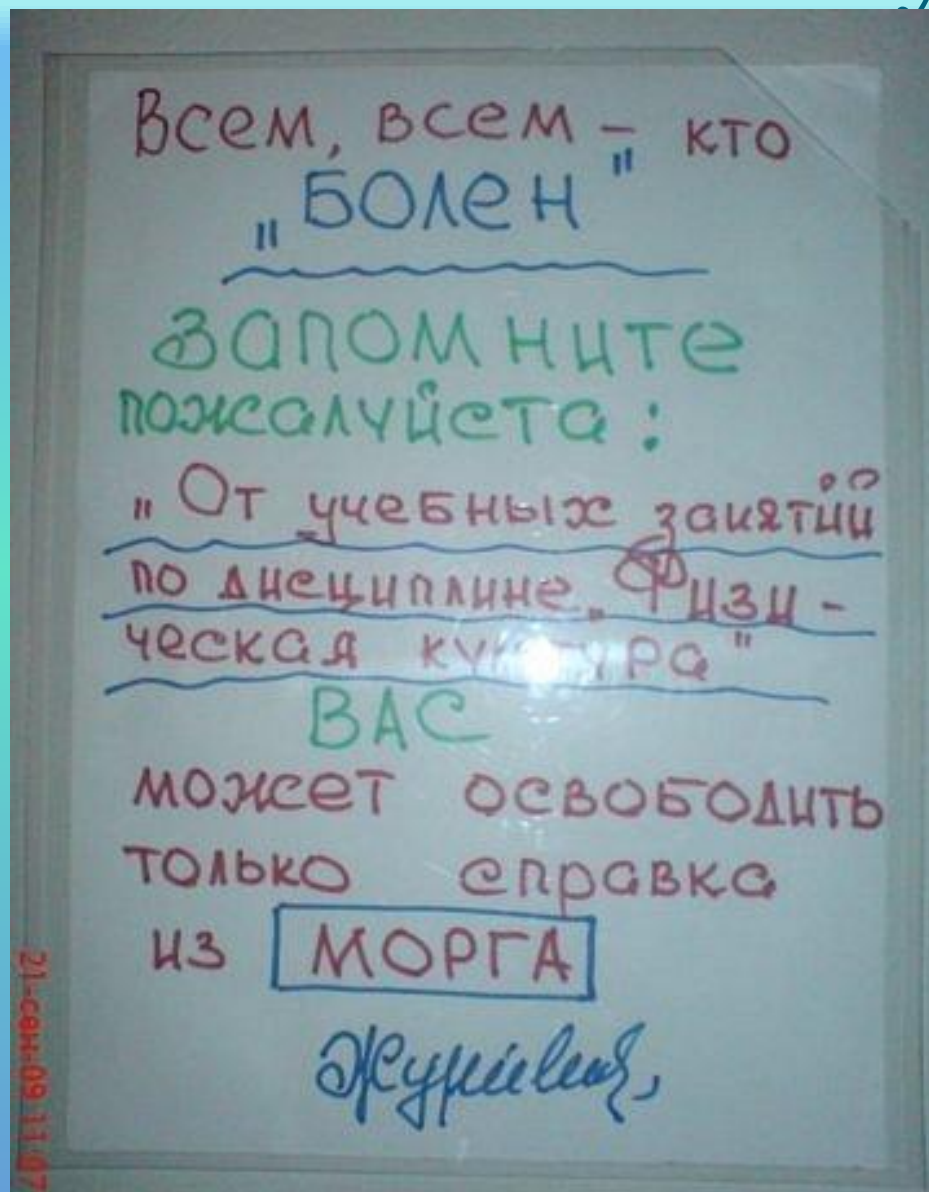 Всем, всем – кто
„БОЛЕН"
ЗАПОМНИТЕ
пожалуйста:
„От учебных занятий
по дисциплине „Физи-
ческая культура"
ВАС
может освободить
только справка
из МОРГА
21-сен-09 11:07